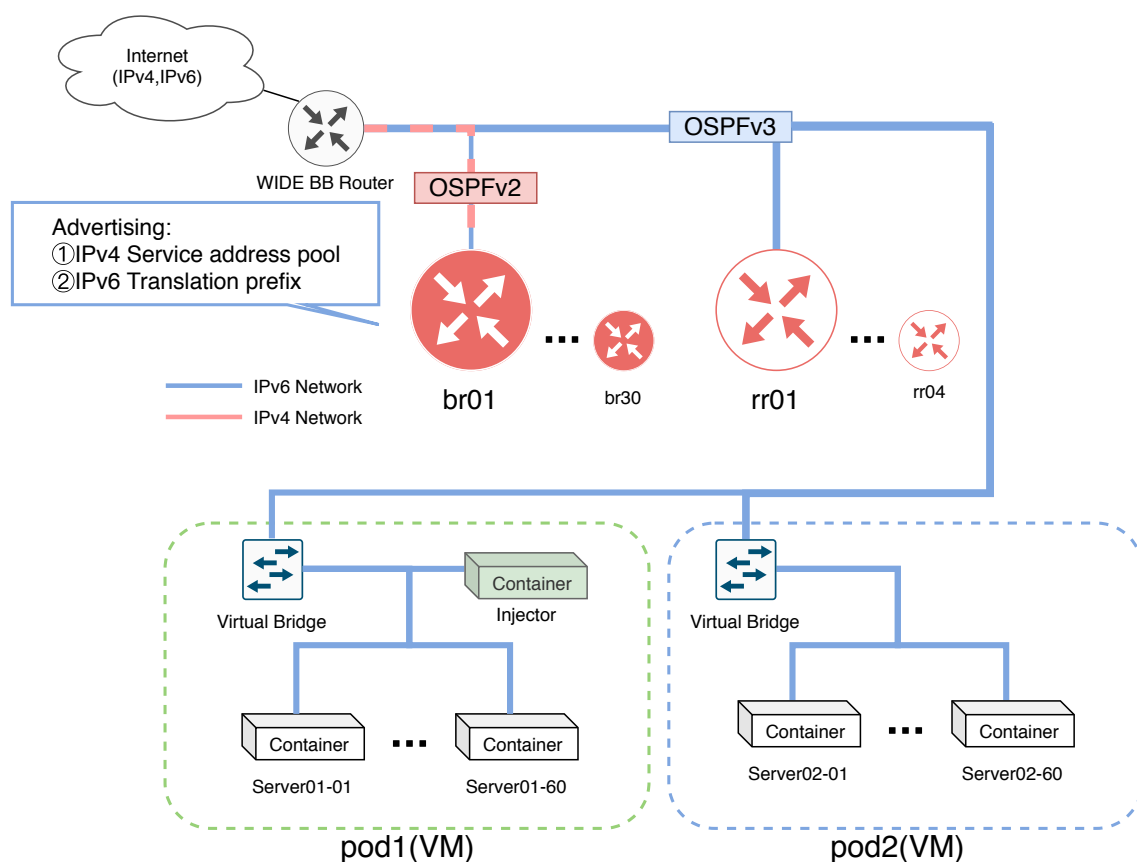 Internet
(IPv4,IPv6)
WIDE BB Router
OSPFv3
OSPFv2
Advertising:
①IPv4 Service address pool
②IPv6 Translation prefix
IPv6 Network
IPv4 Network
br01
br30
rr01
rr04
Virtual Bridge
Container
Injector
Container
Server01-01
Container
Server01-60
pod1(VM)
Virtual Bridge
Container
Server02-01
Container
Server02-60
pod2(VM)